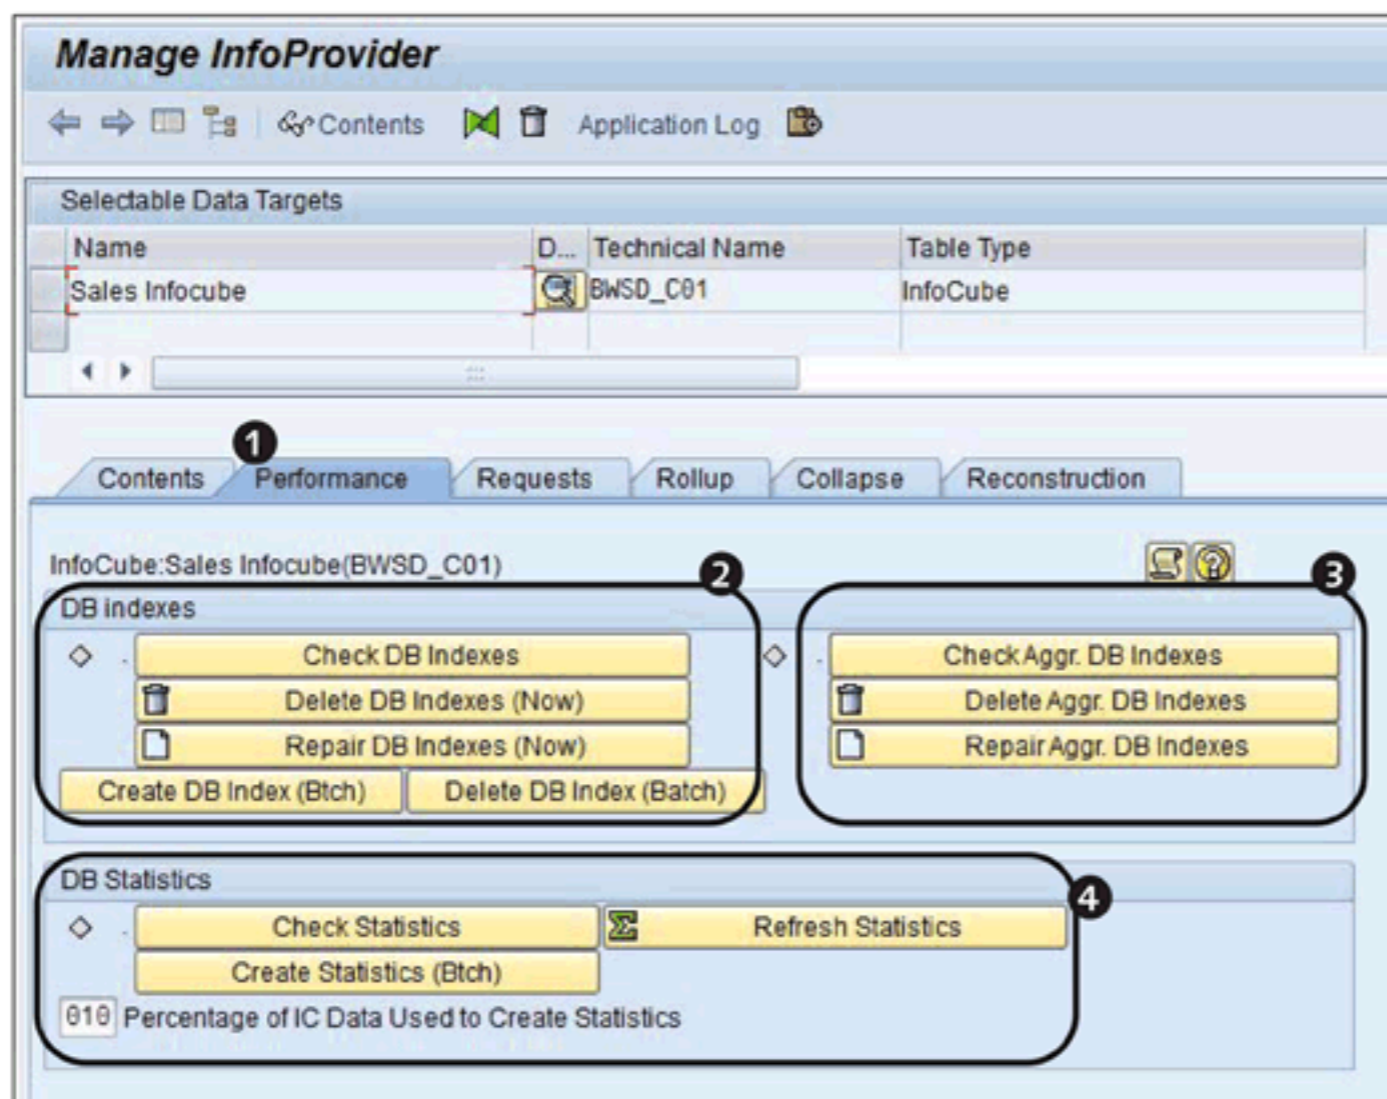 Manage InfoProvider
Contents Application Log
Selectable Data Targets
Name D... Technical Name Table Type
Sales Infocube BWSD_C01 InfoCube
1
Contents Performance Requests Rollup Collapse Reconstruction
InfoCube:Sales Infocube(BWSD_C01)
2 3
DB indexes
Check DB Indexes Check Aggr. DB Indexes
Delete DB Indexes (Now) Delete Aggr. DB Indexes
Repair DB Indexes (Now) Repair Aggr. DB Indexes
Create DB Index (Btch) Delete DB Index (Batch)
DB Statistics
4
Check Statistics Refresh Statistics
Create Statistics (Btch)
010 Percentage of IC Data Used to Create Statistics